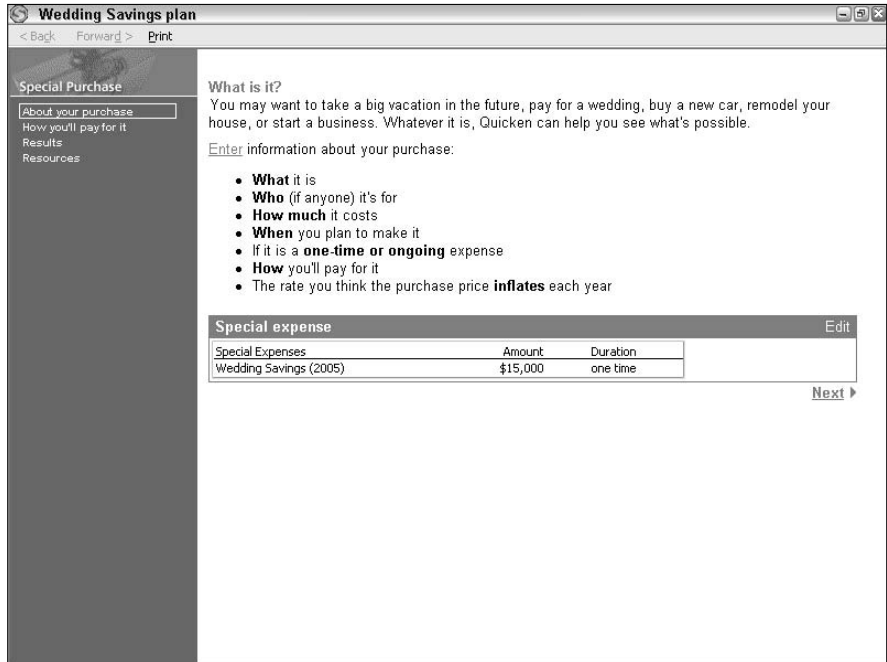 Wedding Savings plan
< Back Forward > Print
Special Purchase
About your purchase
How you'll pay for it
Results
Resources
What is it?
You may want to take a big vacation in the future, pay for a wedding, buy a new car, remodel your
house, or start a business. Whatever it is, Quicken can help you see what's possible.
Enter information about your purchase:
• What it is
• Who (if anyone) it's for
• How much it costs
• When you plan to make it
• If it is a one-time or ongoing expense
• How you'll pay for it
• The rate you think the purchase price inflates each year
Special expense Edit
Special Expenses Amount Duration
Wedding Savings (2005) $15,000 one time
Next